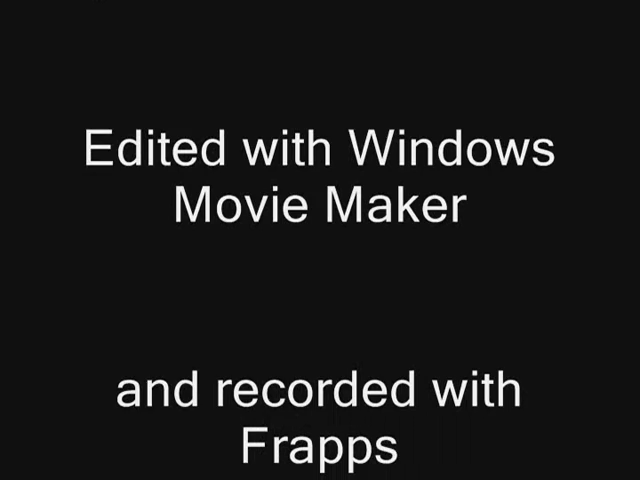 Edited with Windows
Movie Maker
and recorded with
Frapps